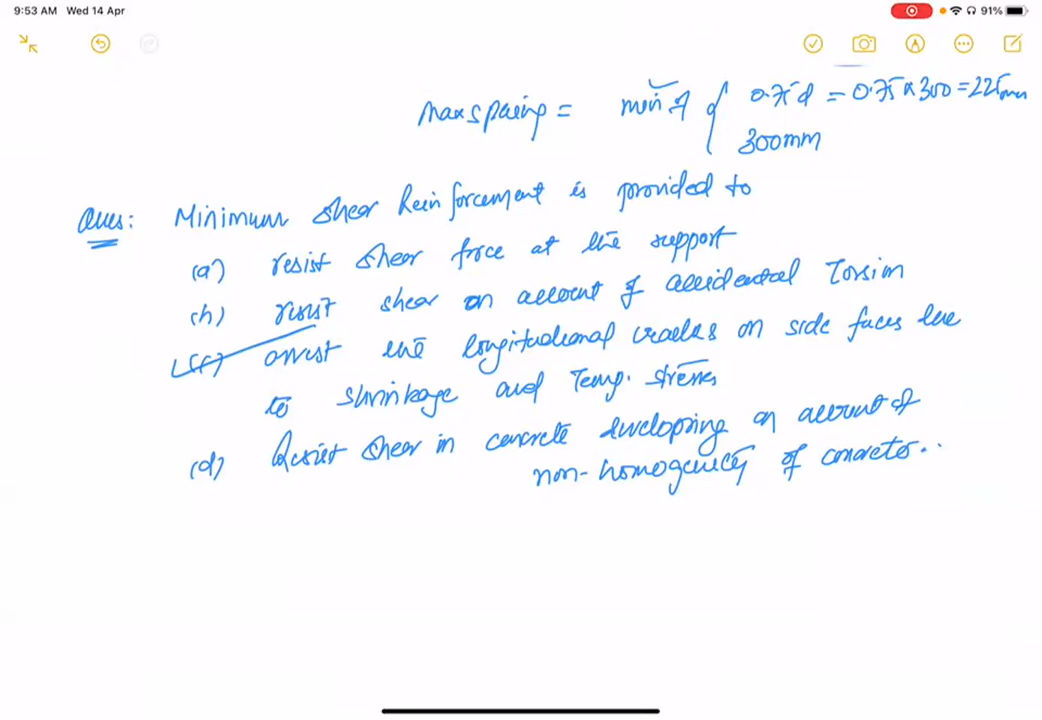 9:53 AM Wed 14 Apr
91%
Max spacing = min of { 0.75 d = 0.75 x 300 = 225mm
300mm
Ques: Minimum shear Reinforcement is provided to
(a) resist shear force at the support
(b) resist shear on account of accidental Torsion
(c) arrest the longitudinal cracks on side faces due
to shrinkage and Temp. stresses
(d) Resist shear in concrete developing on account of
non-homogeneity of concrete..